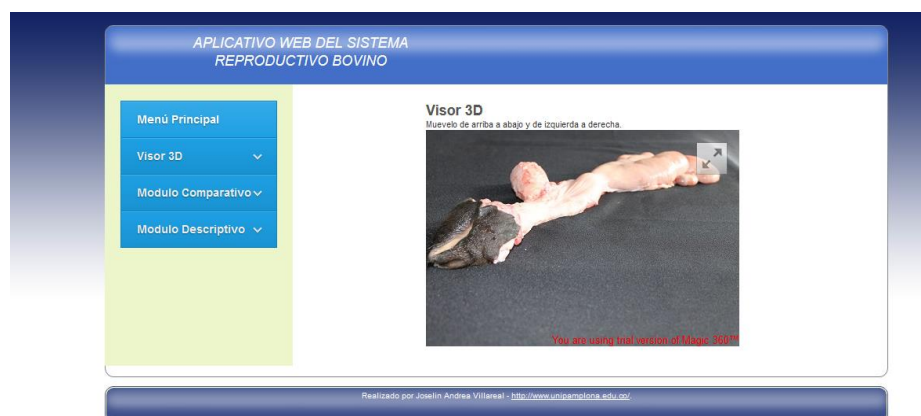 APLICATIVO WEB DEL SISTEMA
REPRODUCTIVO BOVINO
Menú Principal
Visor 3D
Modulo Comparativo
Modulo Descriptivo
Visor 3D
Muevelo de arriba a abajo y de izquierda a derecha.
You are using trial version of Magic 360™
Realizado por Joselin Andrea Villareal - http://www.unipamplona.edu.co/.